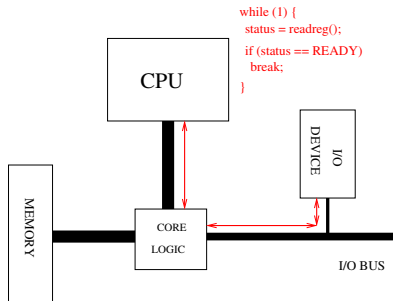 while (1) {
status = readreg();
if (status == READY)
break;
}
CPU
I/O
DEVICE
MEMORY
CORE
LOGIC
I/O BUS